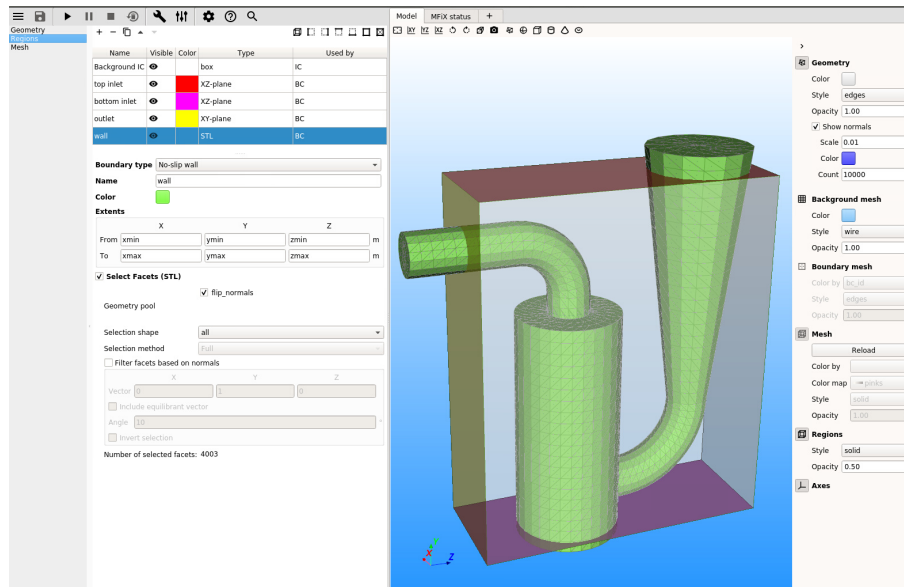 Model MFiX status +
Geometry
Regions
Mesh
Name Visible Color Type Used by
Background IC box IC
top inlet XZ-plane BC
bottom inlet XZ-plane BC
outlet XY-plane BC
wall STL BC
Boundary type No-slip wall
Name wall
Color
Extents
X Y Z
From xmin ymin zmin m
To xmax ymax zmax m
Select Facets (STL)
flip_normals
Geometry pool
Selection shape all
Selection method Full
Filter facets based on normals
X Y Z
Vector 0 1 0
Include equilibrant vector
Angle 10 °
Invert selection
Number of selected facets: 4003
XY YZ XZ
X Y Z
Geometry
Color
Style edges
Opacity 1.00
Show normals
Scale 0.01
Color
Count 10000
Background mesh
Color
Style wire
Opacity 1.00
Boundary mesh
Color by bc_id
Style edges
Opacity 1.00
Mesh
Reload
Color by
Color map pinks
Style solid
Opacity 1.00
Regions
Style solid
Opacity 0.50
Axes